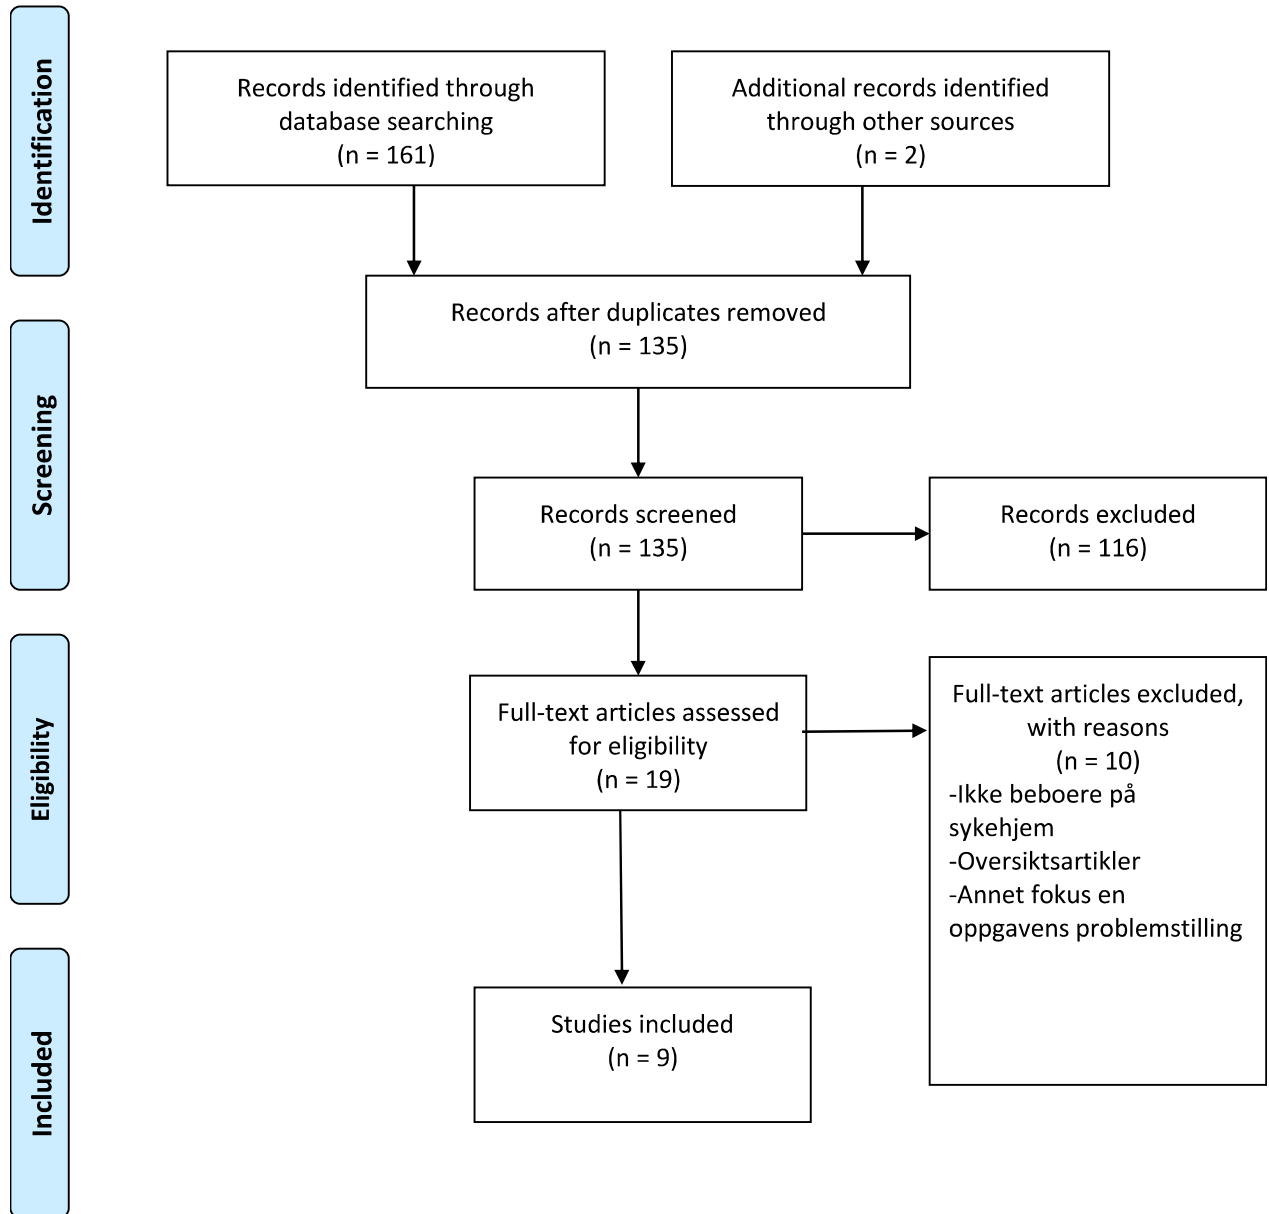 Identification
Records identified through
database searching
(n = 161)
Additional records identified
through other sources
(n = 2)
Records after duplicates removed
(n = 135)
Screening
Records screened
(n = 135)
Records excluded
(n = 116)
Eligibility
Full-text articles assessed
for eligibility
(n = 19)
Full-text articles excluded,
with reasons
(n = 10)
-Ikke beboere på
sykehjem
-Oversiktsartikler
-Annet fokus en
oppgavens problemstilling
Included
Studies included
(n = 9)